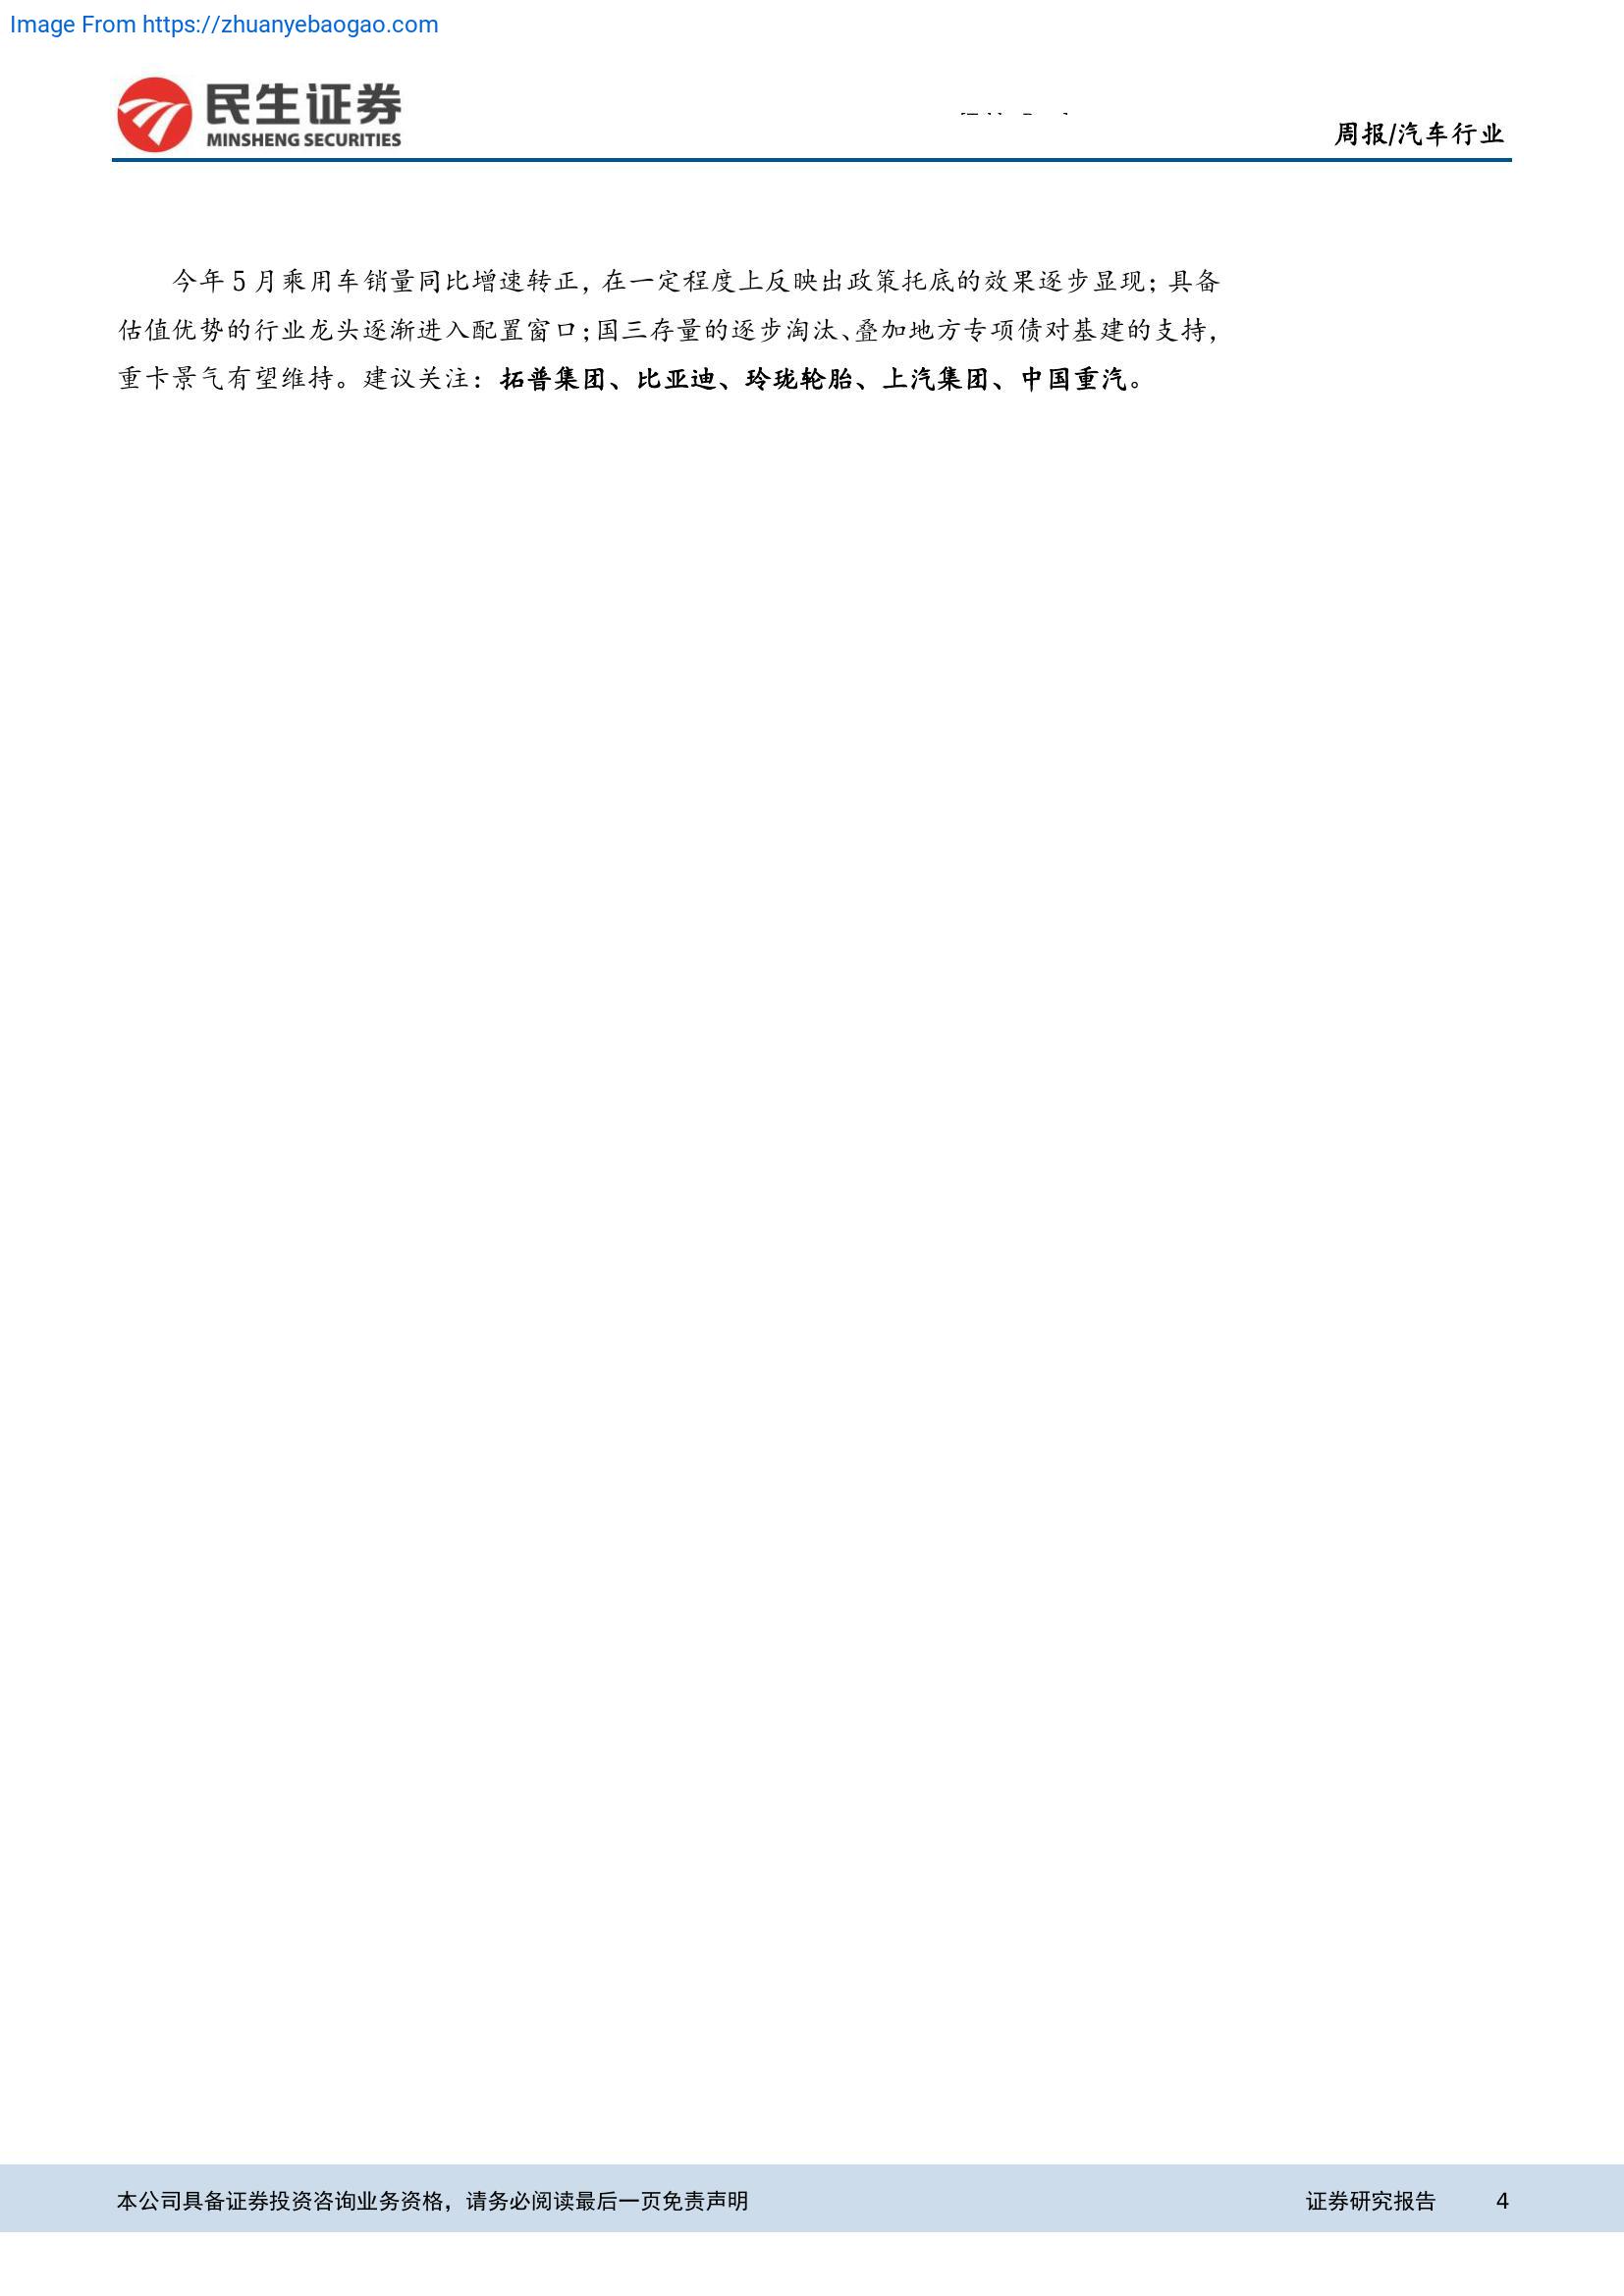 Image From https://zhuanyebaogao.com
民生证券
MINSHENG SECURITIES
周报/汽车行业
今年 5 月乘用车销量同比增速转正，在一定程度上反映出政策托底的效果逐步显现；具备
估值优势的行业龙头逐渐进入配置窗口；国三存量的逐步淘汰、叠加地方专项债对基建的支持，
重卡景气有望维持。建议关注：拓普集团、比亚迪、玲珑轮胎、上汽集团、中国重汽。
本公司具备证券投资咨询业务资格，请务必阅读最后一页免责声明
证券研究报告 4